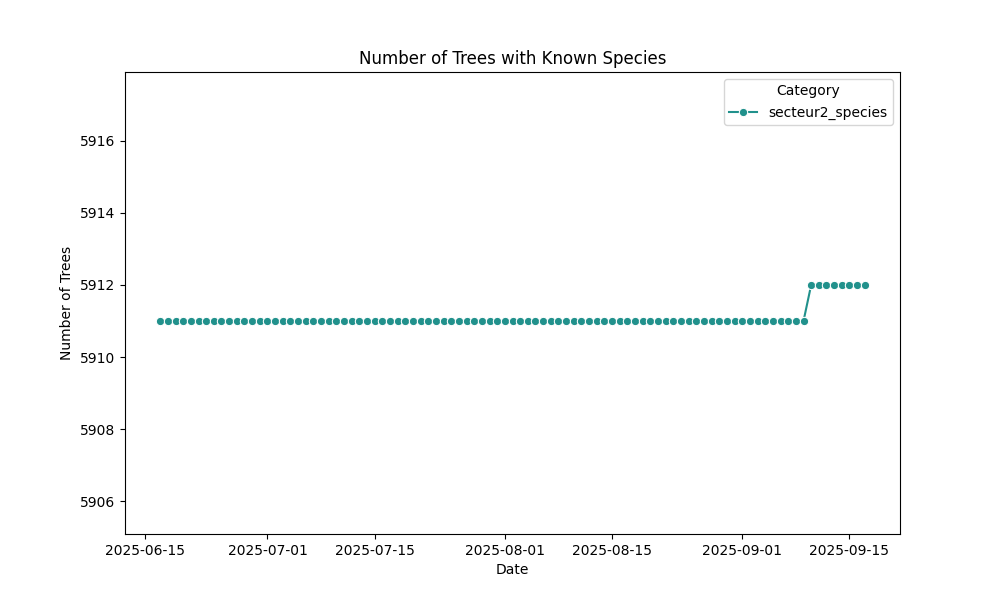 Number of Trees with Known Species
Category
secteur2_species
Number of Trees
5916
5914
5912
5910
5908
5906
2025-06-15
2025-07-01
2025-07-15
2025-08-01
2025-08-15
2025-09-01
2025-09-15
Date